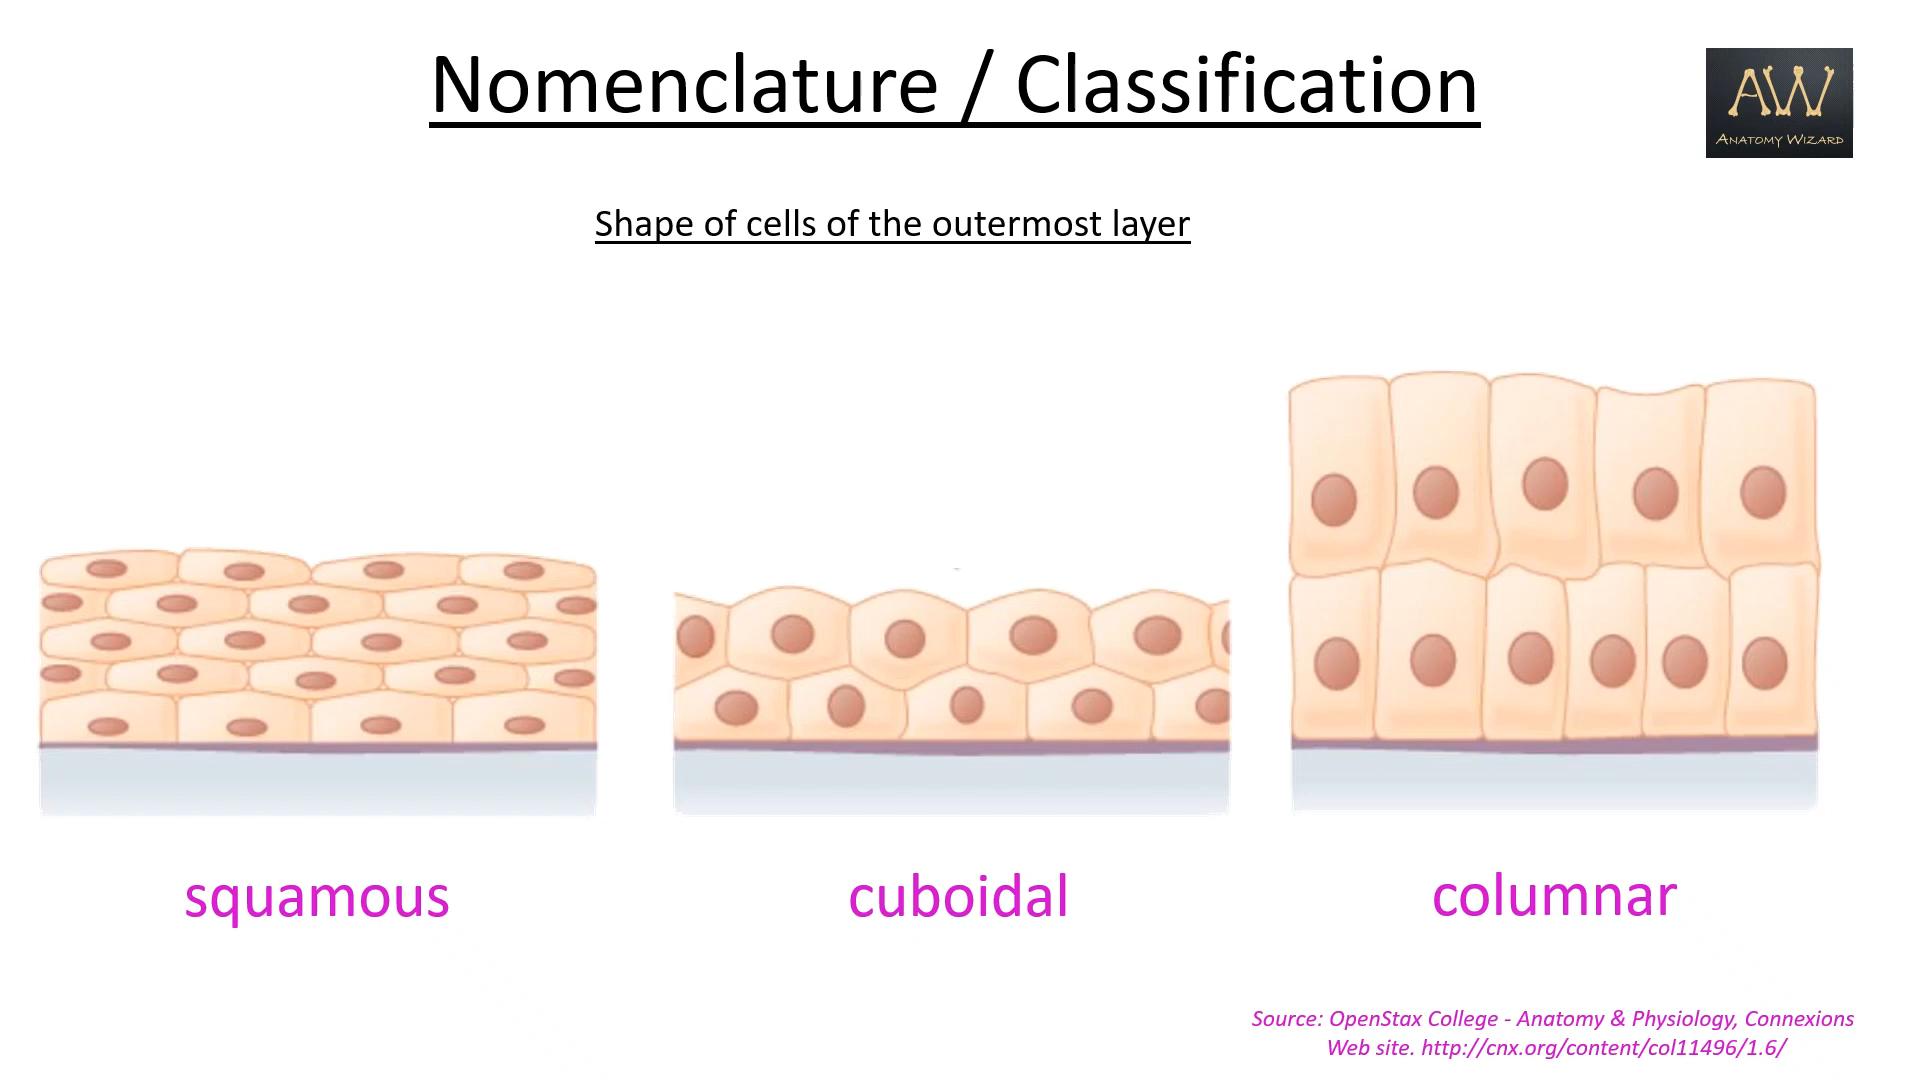 Nomenclature / Classification
AW
ANATOMY WIZARD
Shape of cells of the outermost layer
squamous
cuboidal
columnar
Source: OpenStax College - Anatomy & Physiology, Connexions
Web site. http://cnx.org/content/col11496/1.6/